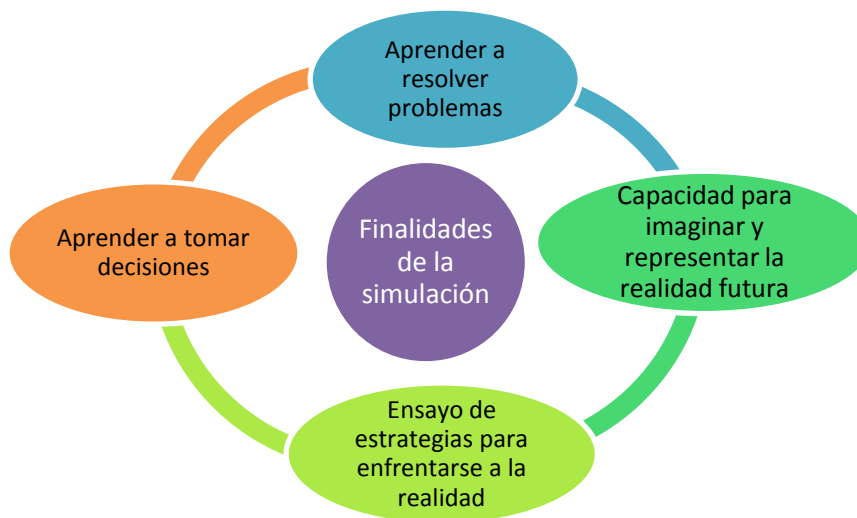 Aprender a
resolver
problemas
Capacidad para
imaginar y
representar la
realidad futura
Ensayo de
estrategias para
enfrentarse a la
realidad
Aprender a tomar
decisiones
Finalidades
de la
simulación